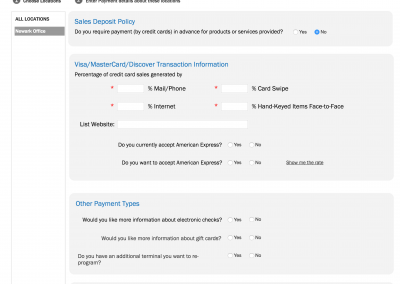 Choose Locations
Enter Payment details about these locations
ALL LOCATIONS
Newark Office
Sales Deposit Policy
Do you require payment (by credit cards) in advance for products or services provided? Yes No
Visa/MasterCard/Discover Transaction Information
Percentage of credit card sales generated by
* % Mail/Phone * % Card Swipe
* % Internet * % Hand-Keyed Items Face-to-Face
List Website:
Do you currently accept American Express? Yes No
Do you want to accept American Express? Yes No Show me the rate
Other Payment Types
Would you like more information about electronic checks? Yes No
Would you like more information about gift cards? Yes No
Do you have an additional terminal you want to re-
program? Yes No